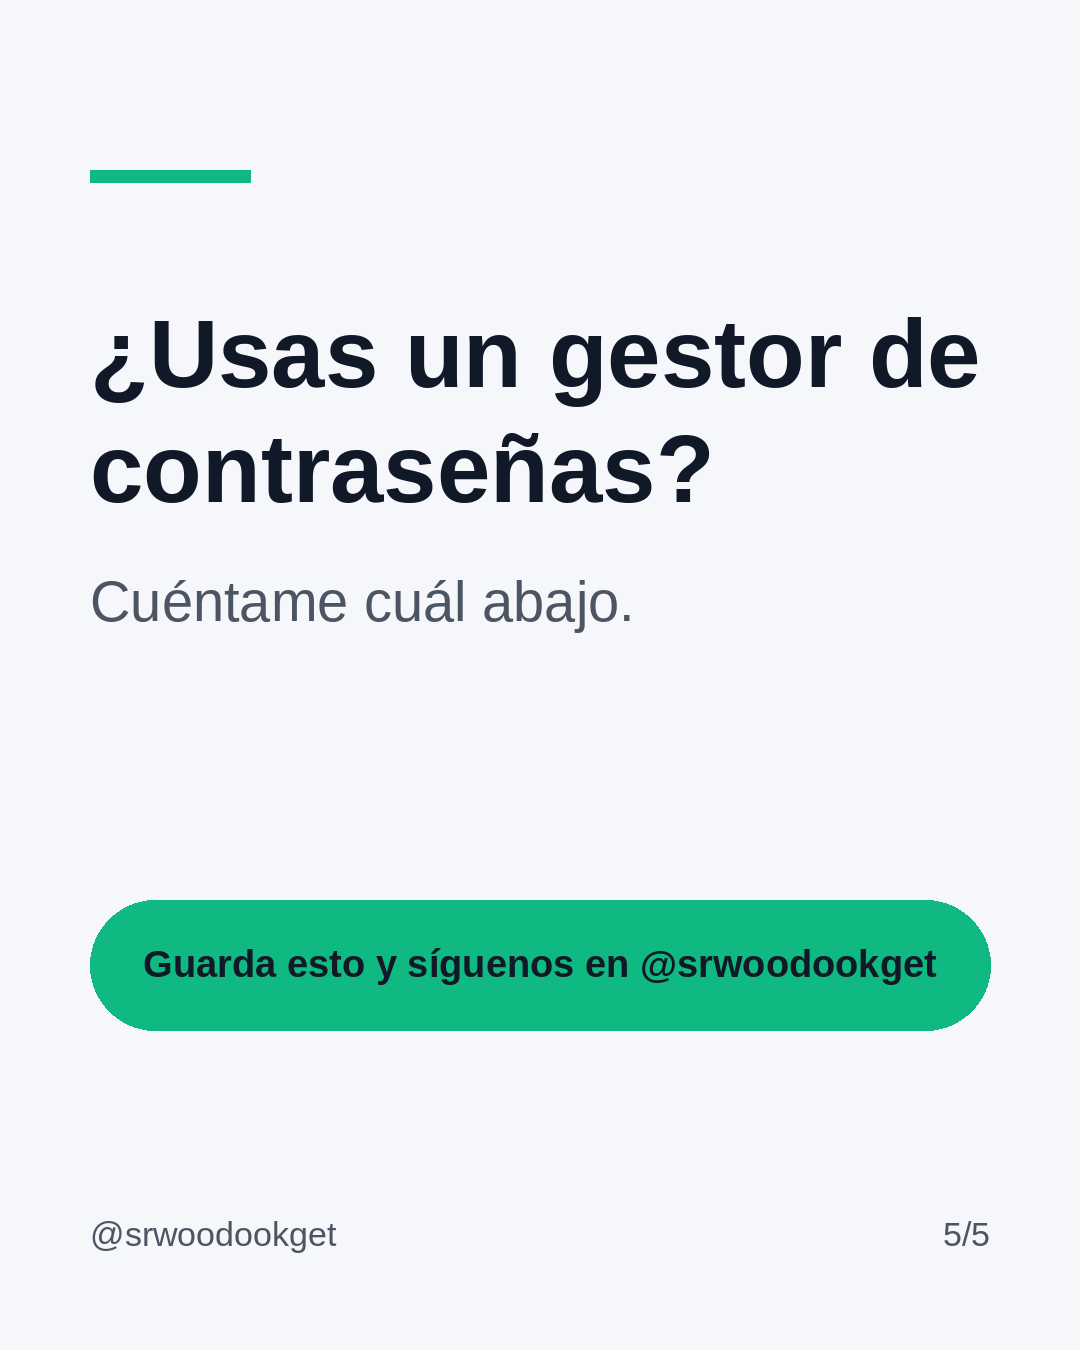 ¿Usas un gestor de
contraseñas?
Cuéntame cuál abajo.
Guarda esto y síguenos en @srwoodookget
@srwoodookget
5/5